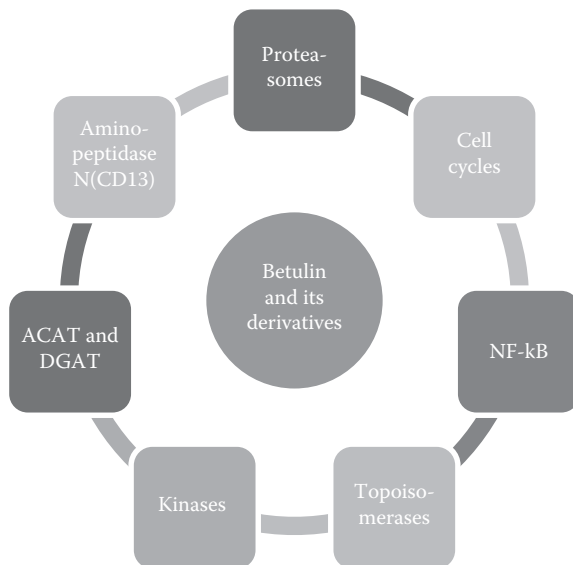 Protea-
somes
Cell
cycles
NF-kB
Topoiso-
merases
Kinases
ACAT and
DGAT
Amino-
peptidase
N(CD13)
Betulin
and its
derivatives